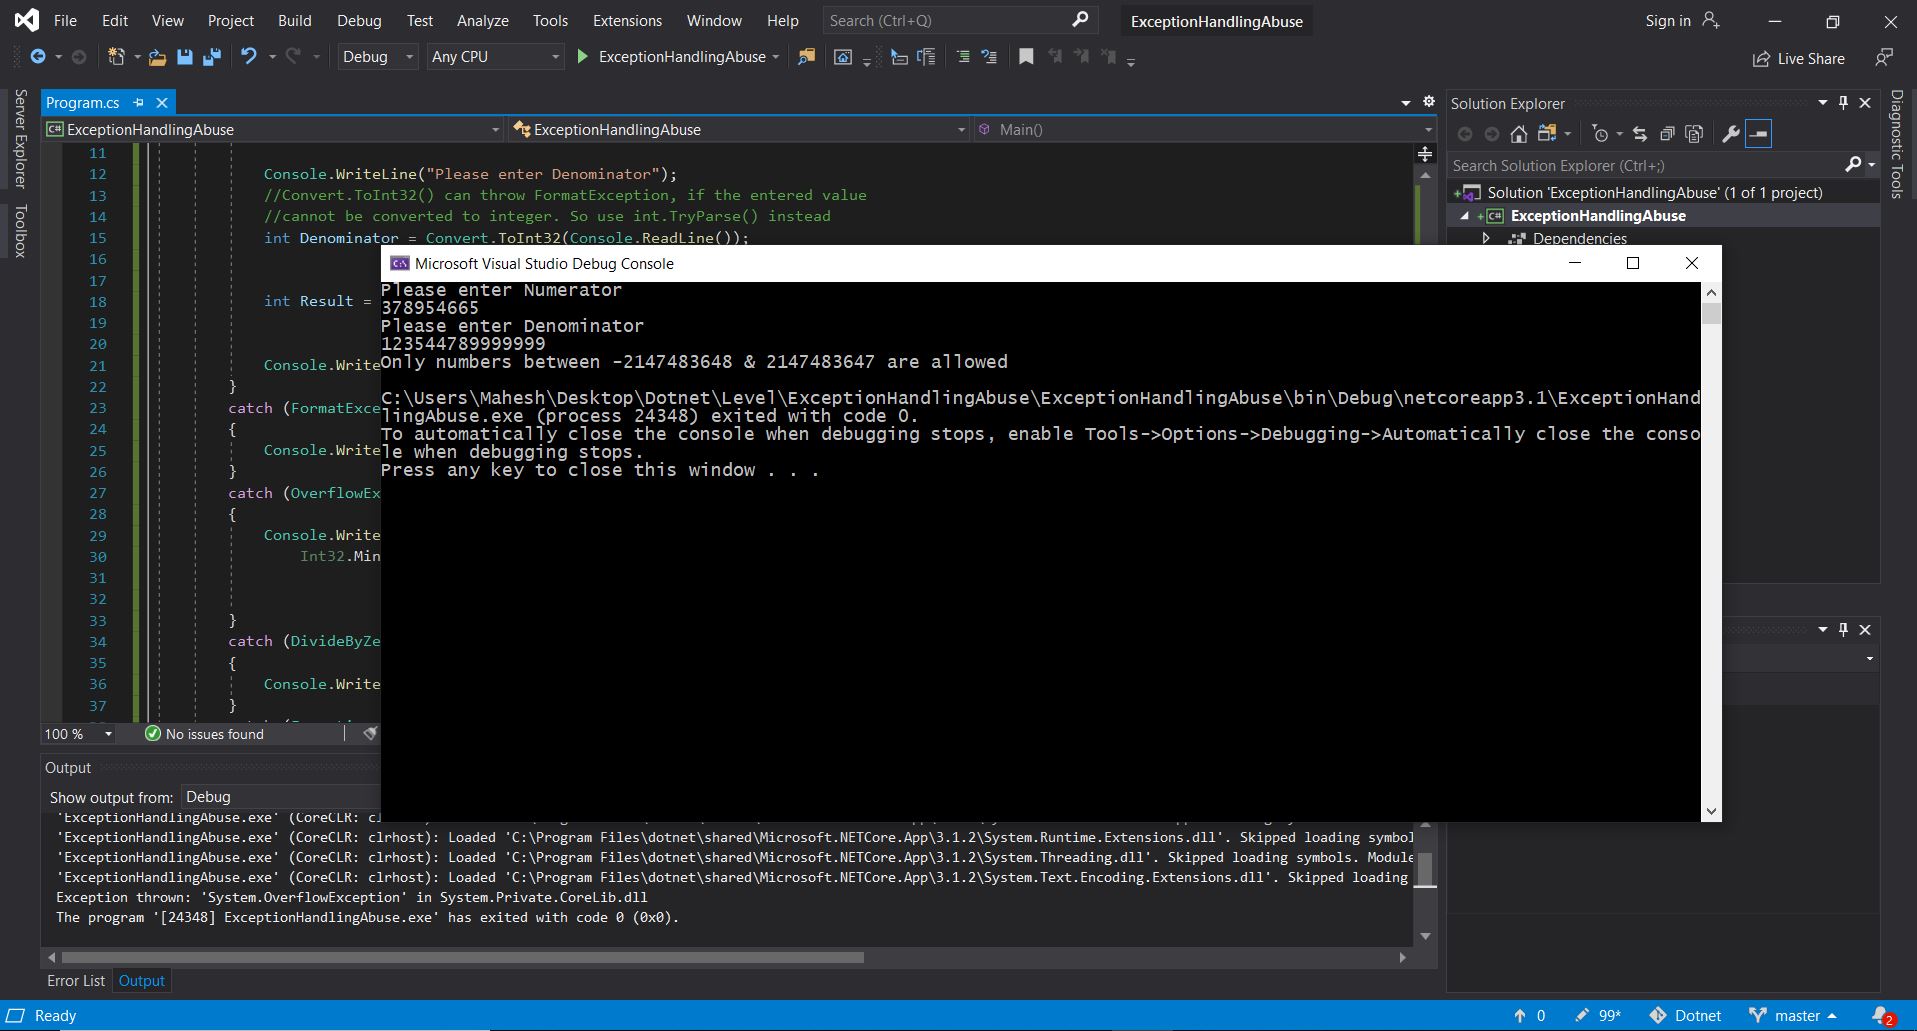 File Edit View Project Build Debug Test Analyze Tools Extensions Window Help Search (Ctrl+Q) ExceptionHandlingAbuse Sign in
Debug Any CPU ExceptionHandlingAbuse Live Share
Server Explorer
Toolbox
Program.cs
ExceptionHandlingAbuse ExceptionHandlingAbuse Main()
11
12 Console.WriteLine("Please enter Denominator");
13 //Convert.ToInt32() can throw FormatException, if the entered value
14 //cannot be converted to integer. So use int.TryParse() instead
15 int Denominator = Convert.ToInt32(Console.ReadLine());
16
17
18 int Result =
19
20
21 Console.Write
22 }
23 catch (FormatExce
24 {
25 Console.Write
26 }
27 catch (OverflowEx
28 {
29 Console.Write
30 Int32.Min
31
32
33 }
34 catch (DivideByZe
35 {
36 Console.Write
37 }
100 % No issues found
Microsoft Visual Studio Debug Console
Please enter Numerator
378954665
Please enter Denominator
123544789999999
Only numbers between -2147483648 & 2147483647 are allowed
C:\Users\Mahesh\Desktop\Dotnet\Level\ExceptionHandlingAbuse\ExceptionHandlingAbuse\bin\Debug\netcoreapp3.1\ExceptionHand
lingAbuse.exe (process 24348) exited with code 0.
To automatically close the console when debugging stops, enable Tools->Options->Debugging->Automatically close the conso
le when debugging stops.
Press any key to close this window . . .
Solution Explorer
Search Solution Explorer (Ctrl+;)
Solution 'ExceptionHandlingAbuse' (1 of 1 project)
C# ExceptionHandlingAbuse
Dependencies
Diagnostic Tools
Output
Show output from: Debug
'ExceptionHandlingAbuse.exe' (CoreCLR:
'ExceptionHandlingAbuse.exe' (CoreCLR: clrhost): Loaded 'C:\Program Files\dotnet\shared\Microsoft.NETCore.App\3.1.2\System.Runtime.Extensions.dll'. Skipped loading symbol
'ExceptionHandlingAbuse.exe' (CoreCLR: clrhost): Loaded 'C:\Program Files\dotnet\shared\Microsoft.NETCore.App\3.1.2\System.Threading.dll'. Skipped loading symbols. Module
'ExceptionHandlingAbuse.exe' (CoreCLR: clrhost): Loaded 'C:\Program Files\dotnet\shared\Microsoft.NETCore.App\3.1.2\System.Text.Encoding.Extensions.dll'. Skipped loading
Exception thrown: 'System.OverflowException' in System.Private.CoreLib.dll
The program '[24348] ExceptionHandlingAbuse.exe' has exited with code 0 (0x0).
Error List Output
Ready 0 99* Dotnet master 2